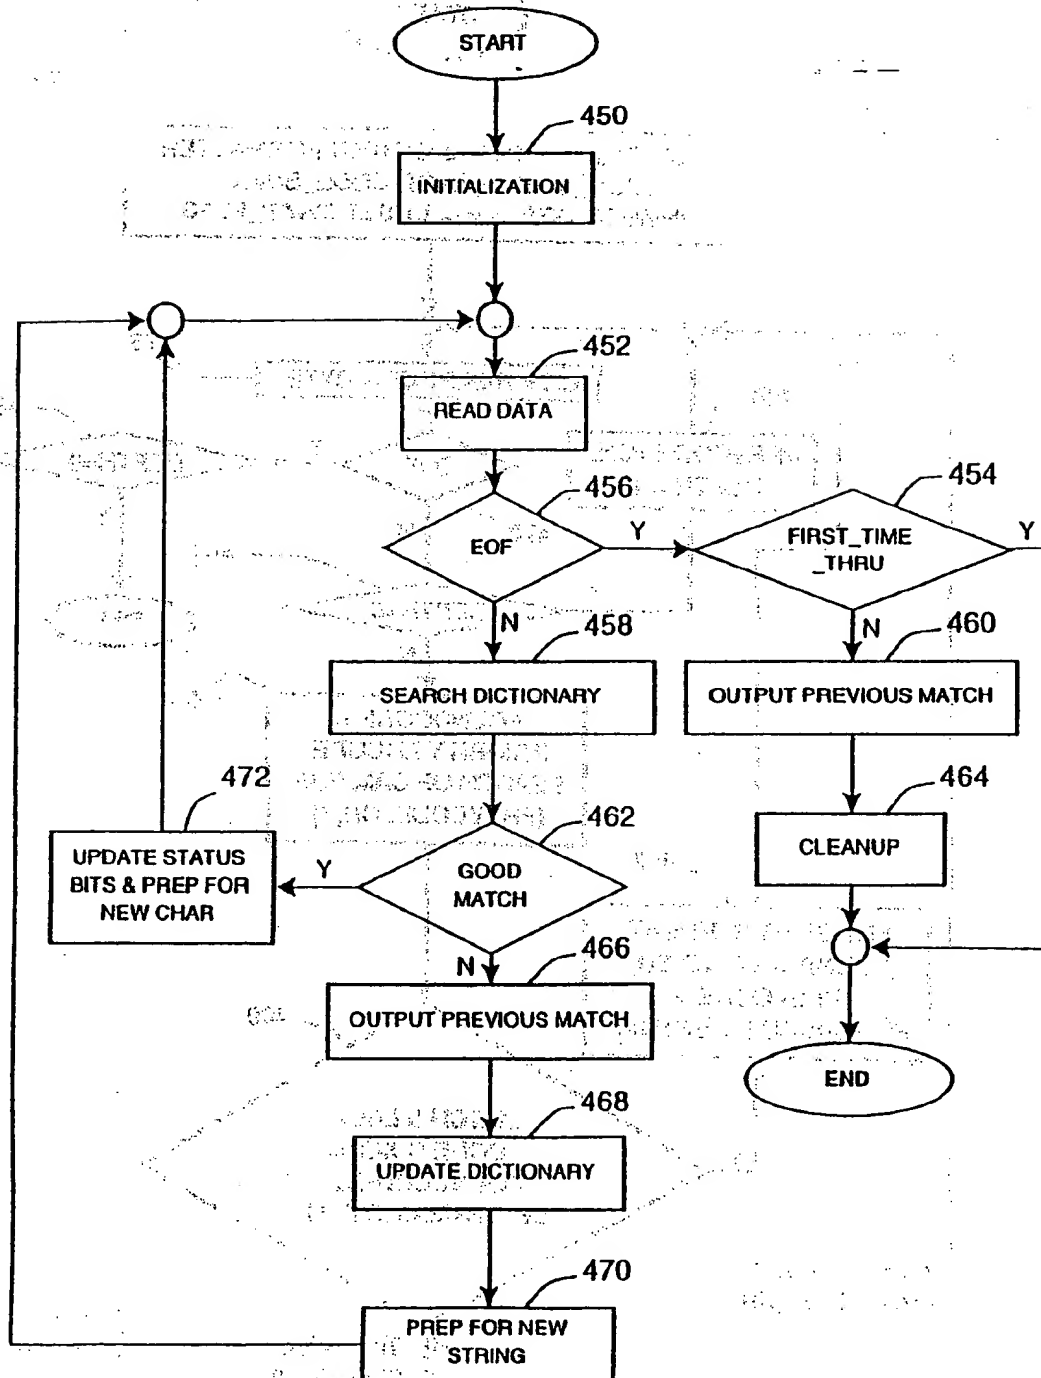 START
450
INITIALIZATION
452
READ DATA
456
EOF
Y
454
FIRST_TIME
_THRU
Y
N
458
SEARCH DICTIONARY
N
460
OUTPUT PREVIOUS MATCH
472
UPDATE STATUS
BITS & PREP FOR
NEW CHAR
Y
462
GOOD
MATCH
464
CLEANUP
N
466
OUTPUT PREVIOUS MATCH
END
468
UPDATE DICTIONARY
470
PREP FOR NEW
STRING